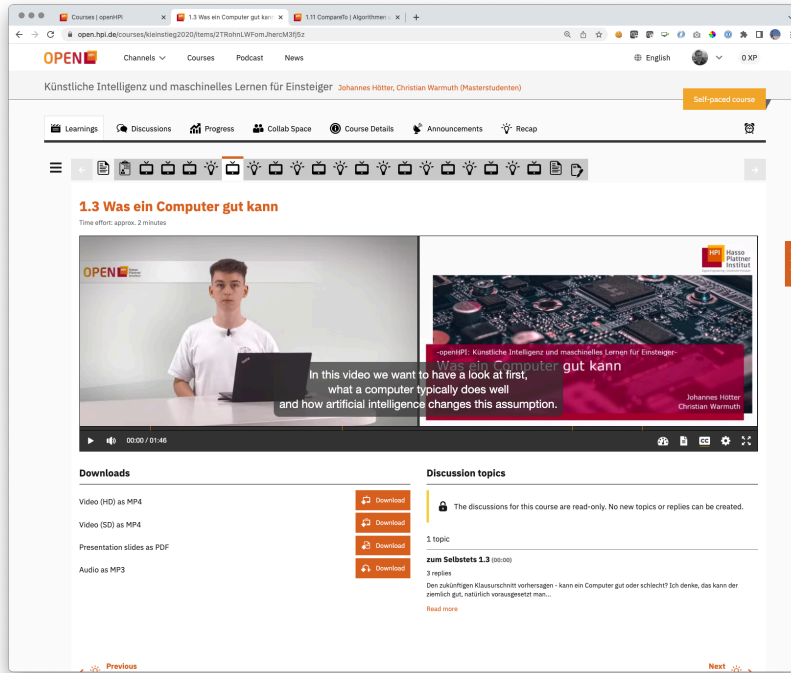 Courses | openHPI
1.3 Was ein Computer gut kann
1.11 CompareTo | Algorithmen
open.hpi.de/courses/kleinstieg2020/items/2TRohnLWFomJhercM3fj5z
OPEN
Channels
Courses
Podcast
News
English
0 XP
Künstliche Intelligenz und maschinelles Lernen für Einsteiger Johannes Hötter, Christian Warmuth (Masterstudenten)
Self-paced course
Learnings
Discussions
Progress
Collab Space
Course Details
Announcements
Recap
1.3 Was ein Computer gut kann
Time effort: approx. 2 minutes
OPEN HPI
HPI Hasso
Plattner
Institut
-openHPI: Künstliche Intelligenz und maschinelles Lernen für Einsteiger-
Was ein Computer gut kann
Johannes Hötter
Christian Warmuth
In this video we want to have a look at first,
what a computer typically does well
and how artificial intelligence changes this assumption.
00:00 / 01:46
CC
Downloads
Video (HD) as MP4
Download
Video (SD) as MP4
Download
Presentation slides as PDF
Download
Audio as MP3
Download
Discussion topics
The discussions for this course are read-only. No new topics or replies can be created.
1 topic
zum Selbstets 1.3 (00:00)
3 replies
Den zukünftigen Klausurschnitt vorhersagen - kann ein Computer gut oder schlecht? Ich denke, das kann der
ziemlich gut, natürlich vorausgesetzt man...
Read more
Previous
Next